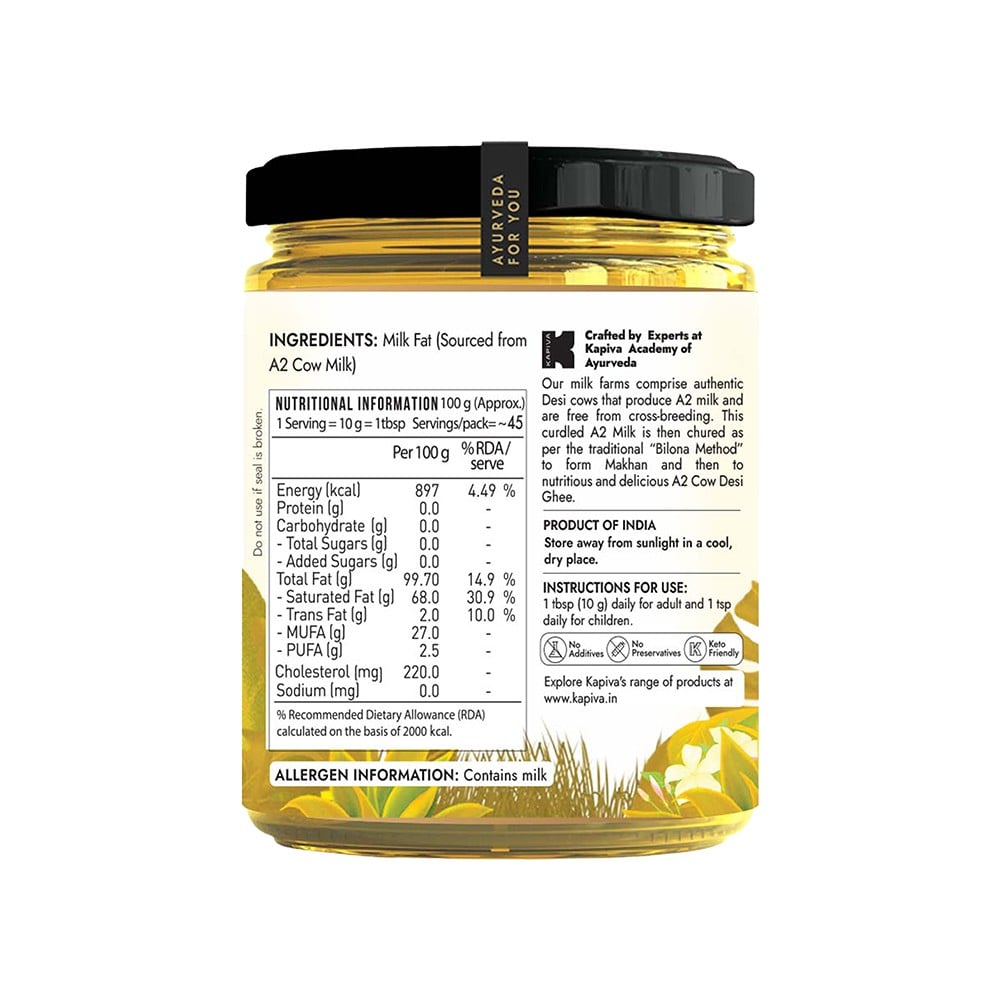 AYURVEDA
FOR YOU
INGREDIENTS: Milk Fat (Sourced from
A2 Cow Milk)
Do not use if seal is broken.
NUTRITIONAL INFORMATION 100 g (Approx.)
1 Serving = 10 g = 1tbsp Servings/pack= ~45
Per 100 g %RDA/
serve
Energy (kcal) 897 4.49 %
Protein (g) 0.0 -
Carbohydrate (g) 0.0 -
- Total Sugars (g) 0.0 -
- Added Sugars (g) 0.0 -
Total Fat (g) 99.70 14.9 %
- Saturated Fat (g) 68.0 30.9 %
- Trans Fat (g) 2.0 10.0 %
- MUFA (g) 27.0 -
- PUFA (g) 2.5 -
Cholesterol (mg) 220.0 -
Sodium (mg) 0.0 -
% Recommended Dietary Allowance (RDA)
calculated on the basis of 2000 kcal.
ALLERGEN INFORMATION: Contains milk
KAPIVA
Crafted by Experts at
Kapiva Academy of
Ayurveda
Our milk farms comprise authentic
Desi cows that produce A2 milk and
are free from cross-breeding. This
curdled A2 Milk is then chured as
per the traditional “Bilona Method”
to form Makhan and then to
nutritious and delicious A2 Cow Desi
Ghee.
PRODUCT OF INDIA
Store away from sunlight in a cool,
dry place.
INSTRUCTIONS FOR USE:
1 tbsp (10 g) daily for adult and 1 tsp
daily for children.
No
Additives
No
Preservatives
K
Keto
Friendly
Explore Kapiva's range of products at
www.kapiva.in